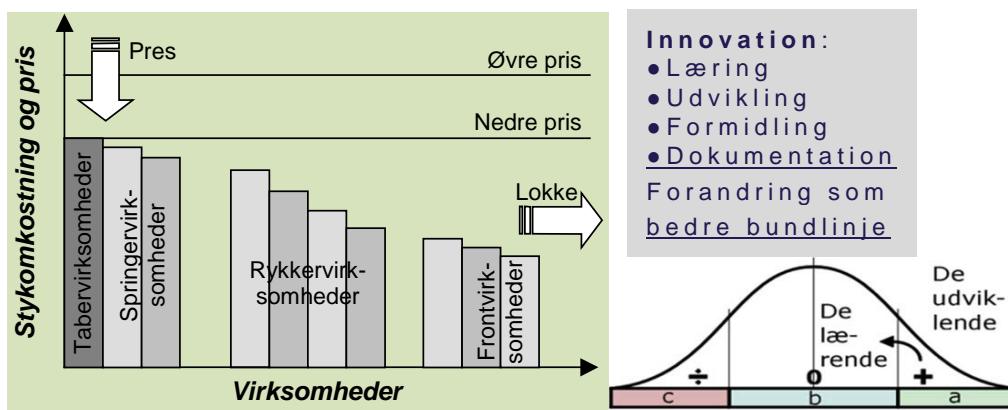 Stykomkostning og pris
Pres
Øvre pris
Nedre pris
Tabervirksomheder
Springervirk-
somheder
Rykkervirk-
somheder
Frontvirk-
somheder
Lokke
Virksomheder
Innovation:
●Læring
●Udvikling
●Formidling
●Dokumentation
Forandring som
bedre bundlinje
De
udvik-
lende
De
læ-
rende
÷ 0 +
c b a